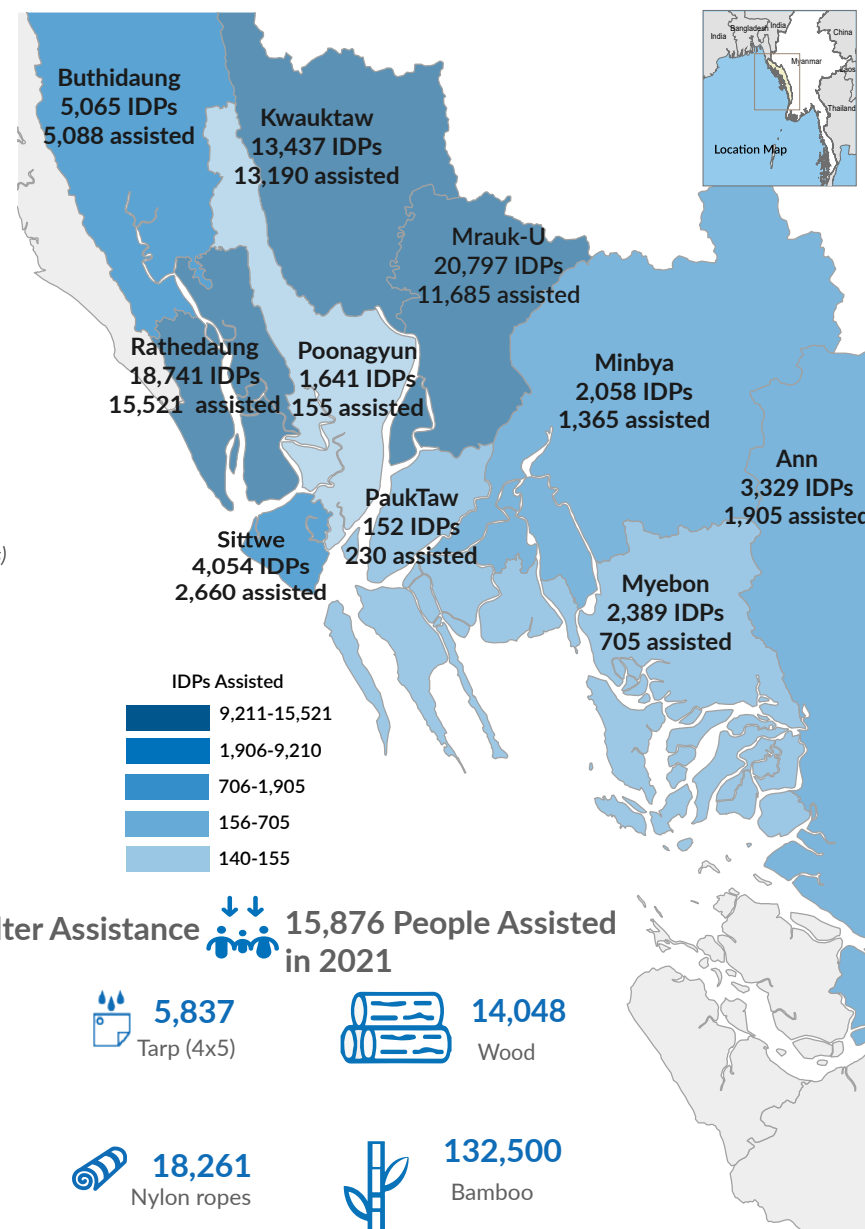 India
Bangladesh
India
China
Myanmar
Laos
Thailand
Location Map
Buthidaung
5,065 IDPs
5,088 assisted
Kwauktaw
13,437 IDPs
13,190 assisted
Mrauk-U
20,797 IDPs
11,685 assisted
Rathedaung
18,741 IDPs
15,521 assisted
Poonagyun
1,641 IDPs
155 assisted
Minbya
2,058 IDPs
1,365 assisted
Ann
3,329 IDPs
1,905 assisted
PaukTaw
152 IDPs
230 assisted
Sittwe
4,054 IDPs
2,660 assisted
Myebon
2,389 IDPs
705 assisted
IDPs Assisted
9,211-15,521
1,906-9,210
706-1,905
156-705
140-155
lter Assistance
15,876 People Assisted
in 2021
5,837
Tarp (4x5)
14,048
Wood
18,261
Nylon ropes
132,500
Bamboo